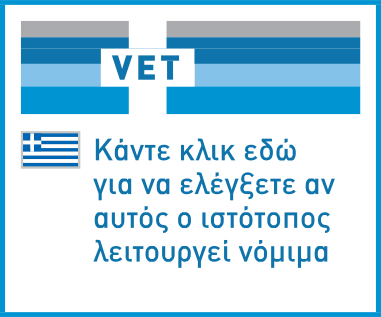 VET
Κάντε κλικ εδώ
για να ελέγξετε αν
αυτός ο ιστότοπος
λειτουργεί νόμιμα